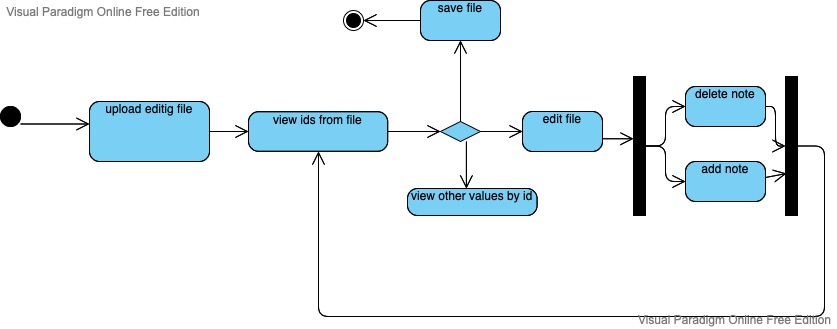 Visual Paradigm Online Free Edition
save file
upload editig file
view ids from file
edit file
delete note
add note
view other values by id
Visual Paradigm Online Free Edition